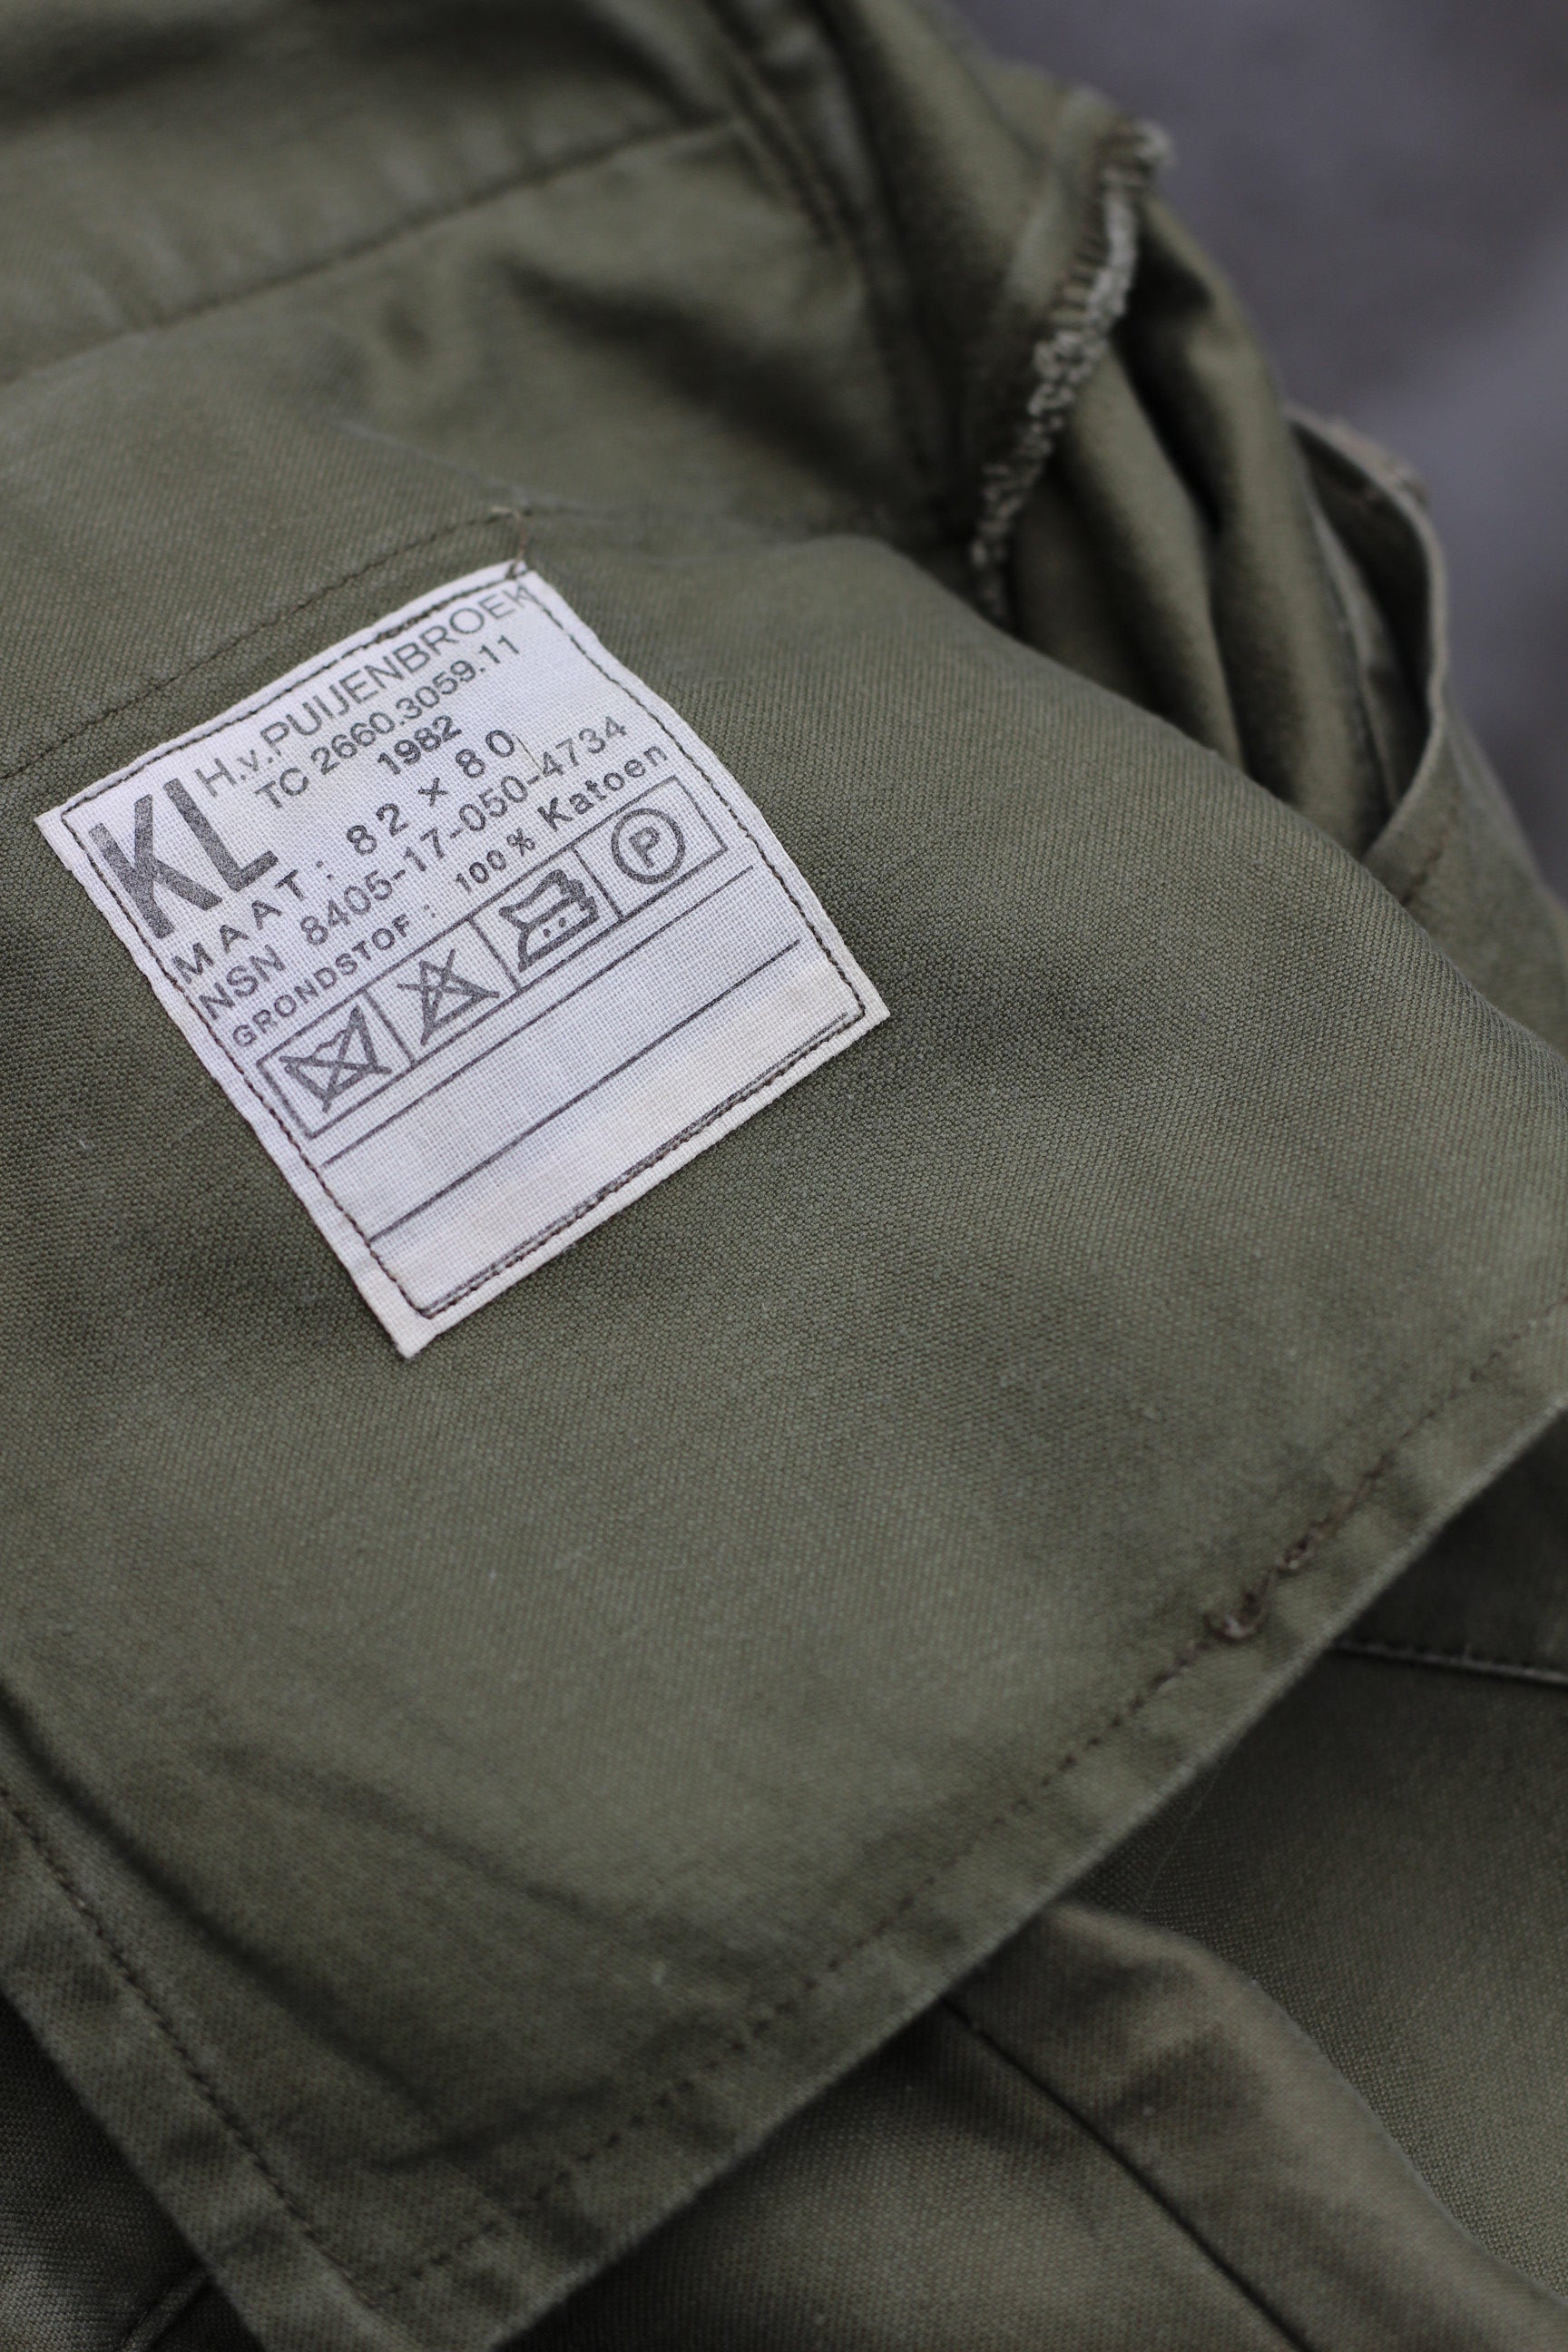 H.v.PUIJENBROEK
TC 2660.3059.11
KL 1982
MAAT : 82 x 80
NSN 8405-17-050-4734
GRONDSTOF : 100% Katoen
P